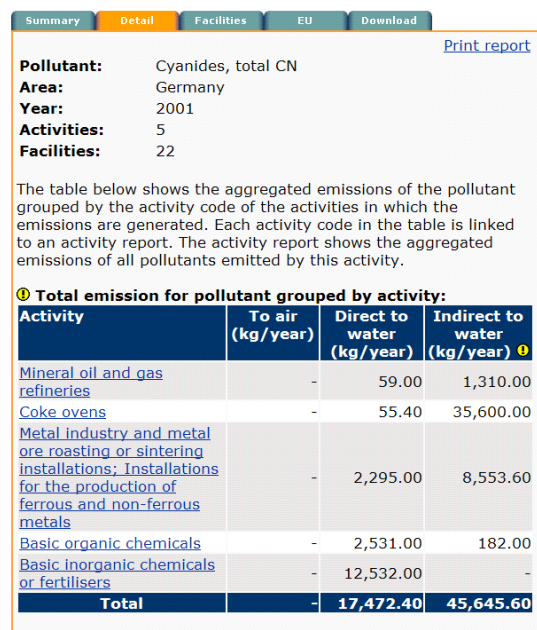 Summary Detail Facilities EU Download
Print report
Pollutant: Cyanides, total CN
Area: Germany
Year: 2001
Activities: 5
Facilities: 22
The table below shows the aggregated emissions of the pollutant
grouped by the activity code of the activities in which the
emissions are generated. Each activity code in the table is linked
to an activity report. The activity report shows the aggregated
emissions of all pollutants emitted by this activity.
Total emission for pollutant grouped by activity:
Activity To air Direct to Indirect to
(kg/year) water water
(kg/year) (kg/year)
Mineral oil and gas
refineries - 59.00 1,310.00
Coke ovens - 55.40 35,600.00
Metal industry and metal
ore roasting or sintering
installations; Installations - 2,295.00 8,553.60
for the production of
ferrous and non-ferrous
metals
Basic organic chemicals - 2,531.00 182.00
Basic inorganic chemicals
or fertilisers - 12,532.00 -
Total - 17,472.40 45,645.60